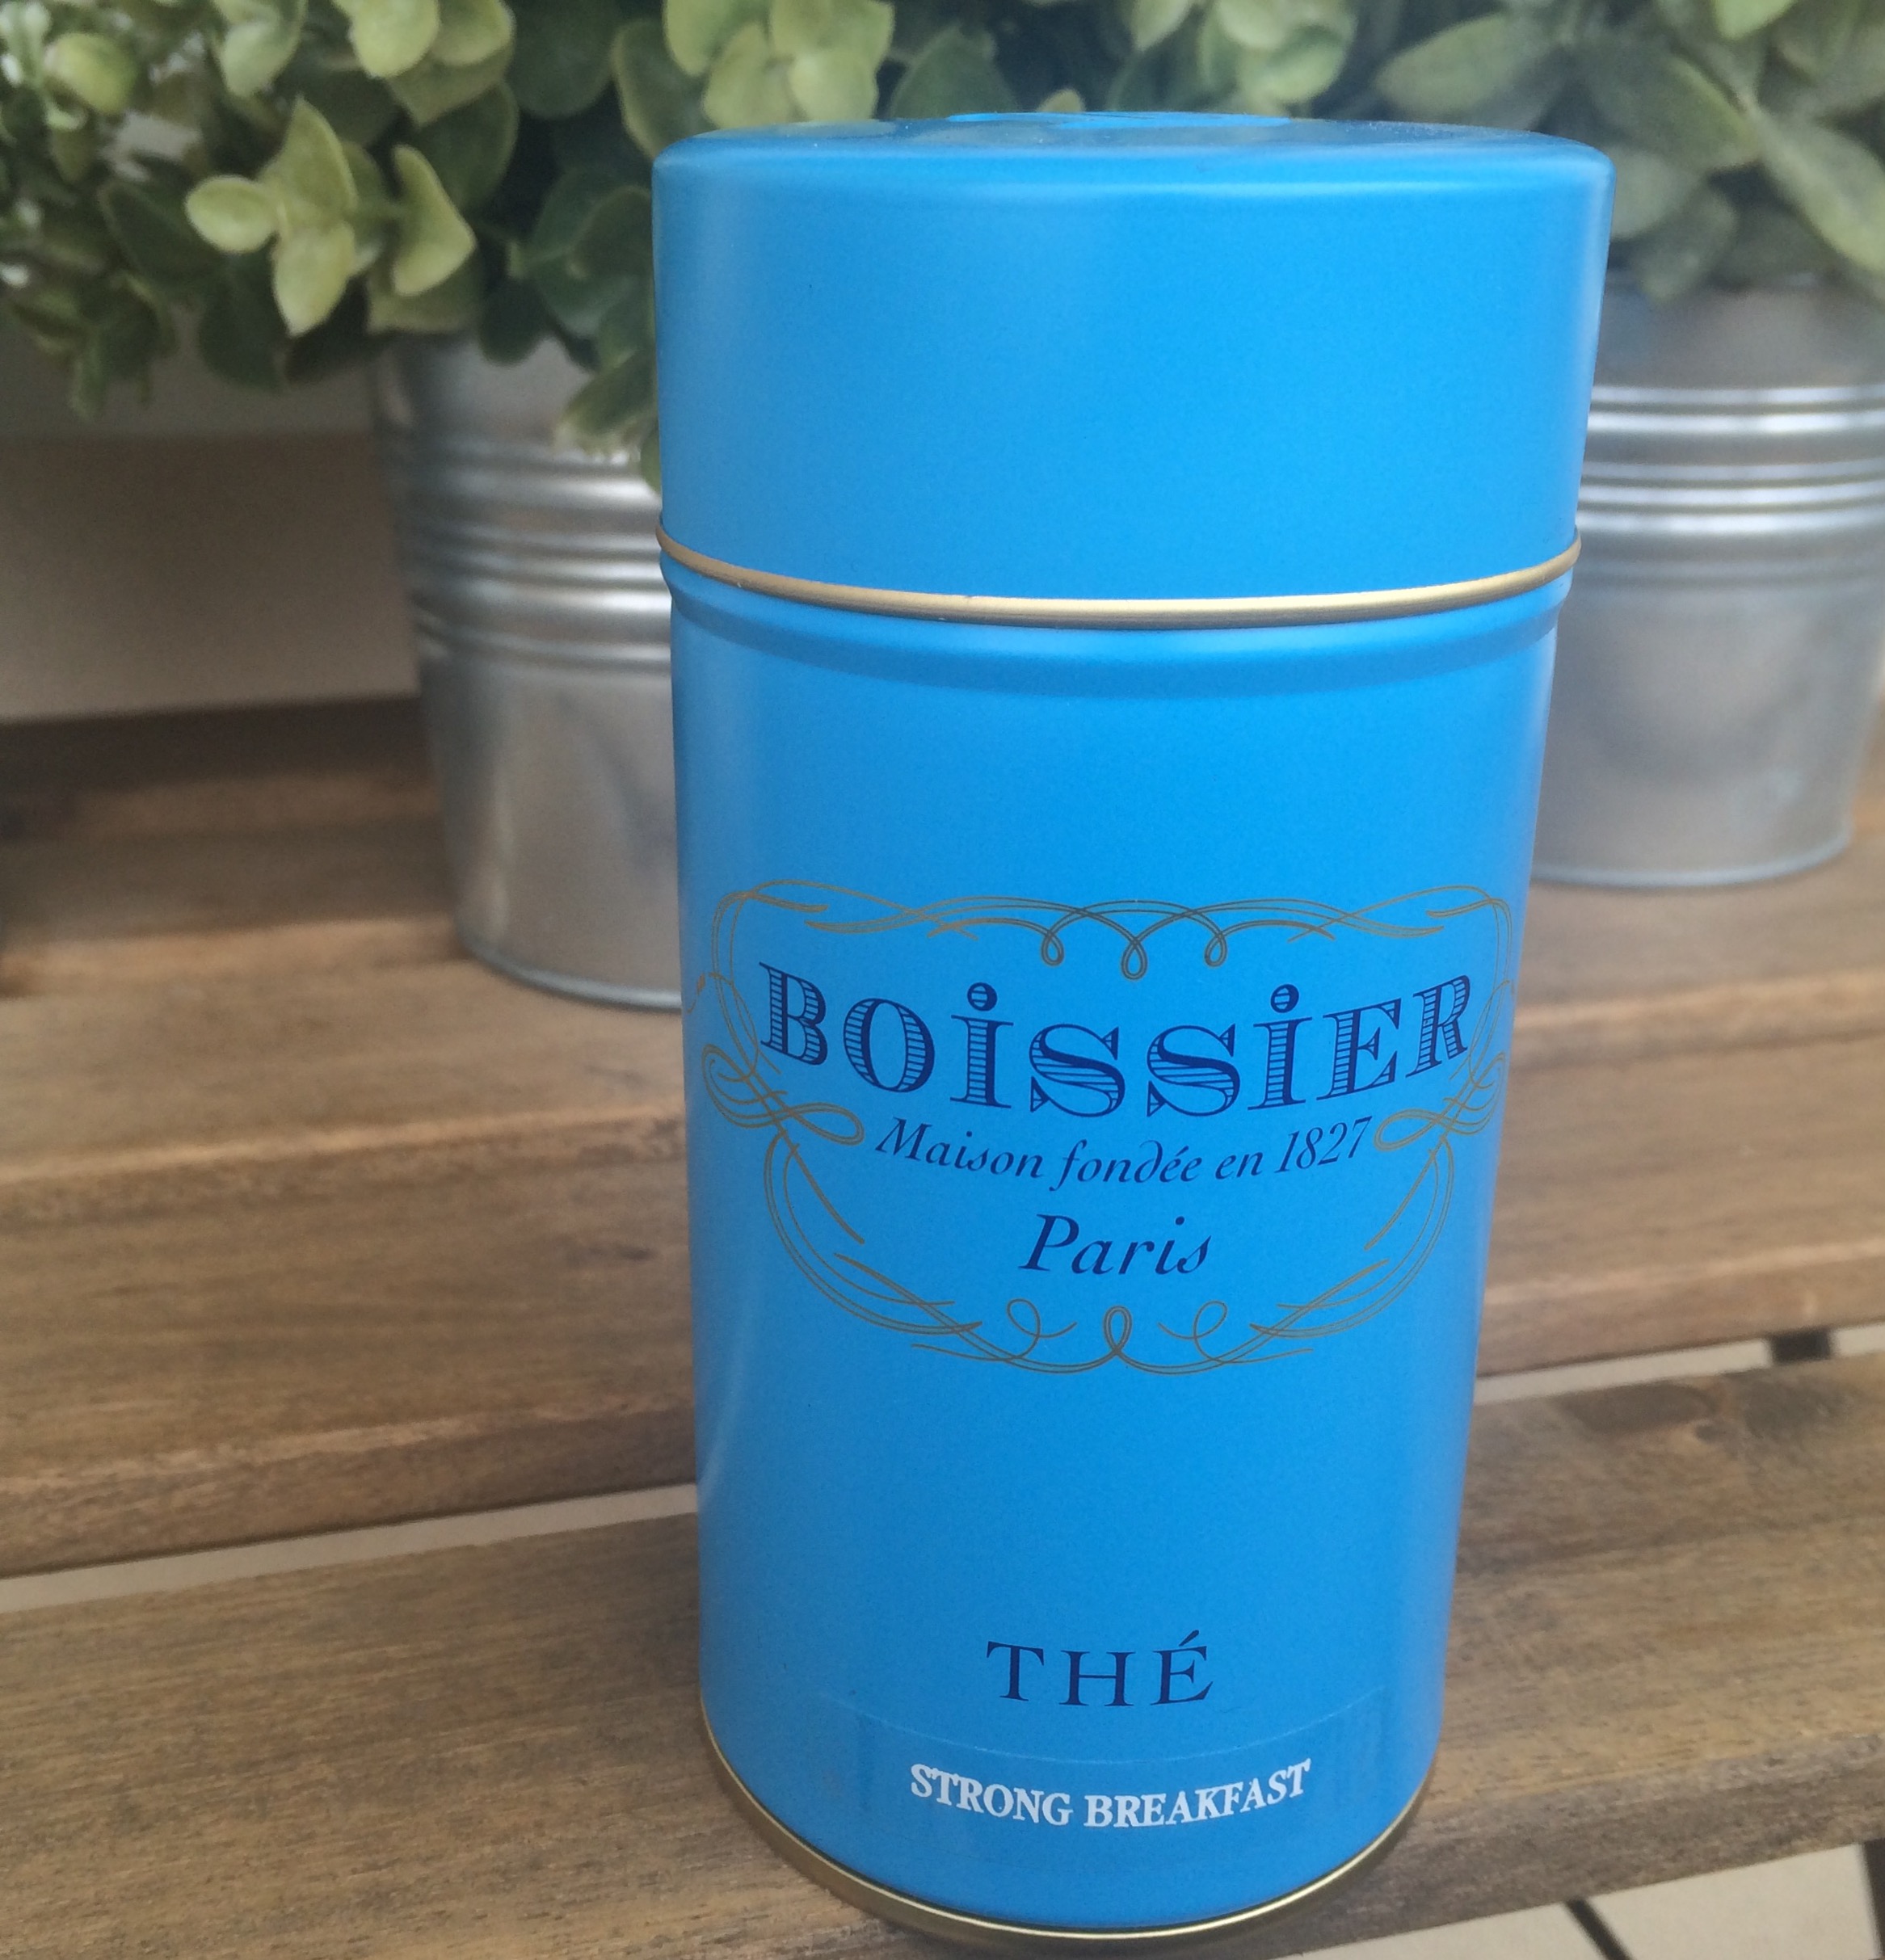 BOiSSiER
Maison fondée en 1827
Paris
THÉ
STRONG BREAKFAST